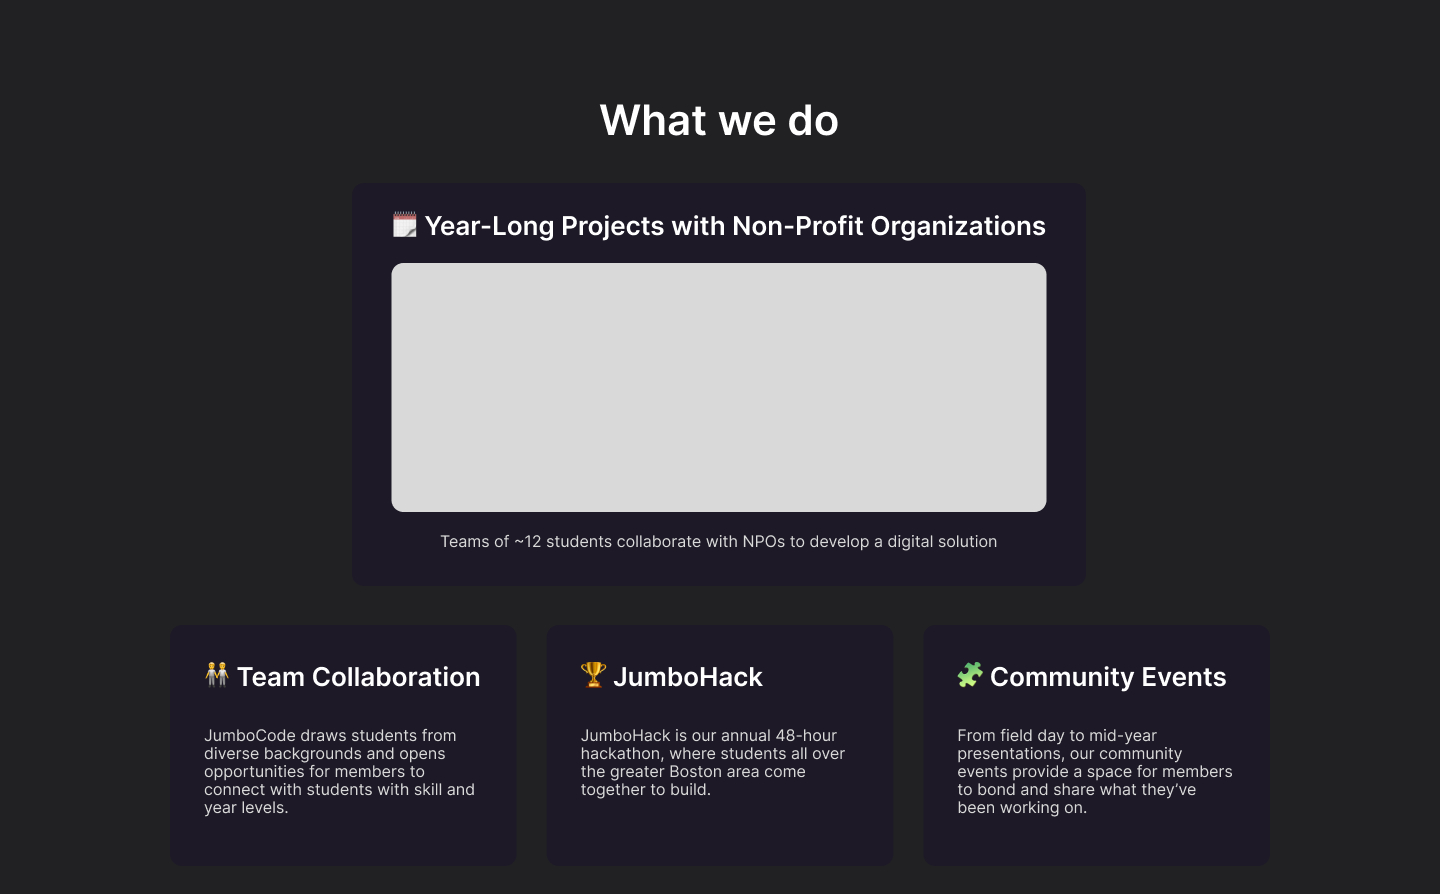 What we do
Year-Long Projects with Non-Profit Organizations
Teams of ~12 students collaborate with NPOs to develop a digital solution
Team Collaboration
JumboCode draws students from
diverse backgrounds and opens
opportunities for members to
connect with students with skill and
year levels.
JumboHack
JumboHack is our annual 48-hour
hackathon, where students all over
the greater Boston area come
together to build.
Community Events
From field day to mid-year
presentations, our community
events provide a space for members
to bond and share what they’ve
been working on.